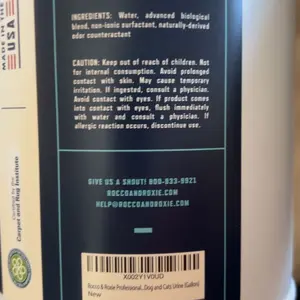 MADE IN THE
USA
INGREDIENTS: Water, advanced biological
blend, non-ionic surfactant, naturally-derived
odor counteractant
CAUTION: Keep out of reach of children. Not
for internal consumption. Avoid prolonged
contact with skin. May cause temporary
irritation. If ingested, consult a physician.
Avoid contact with eyes. If product comes
into contact with eyes, flush immediately
with water and consult a physician. If
allergic reaction occurs, discontinue use.
GIVE US A SHOUT! 800-933-9921
ROCCOANDROXIE.COM
HELP@ROCCOANDROXIE.COM
Certified by the
Carpet and Rug Institute
X002Y1V0UD
Rocco & Roxie Professional...Dog and Cats Urine (Gallon)
New